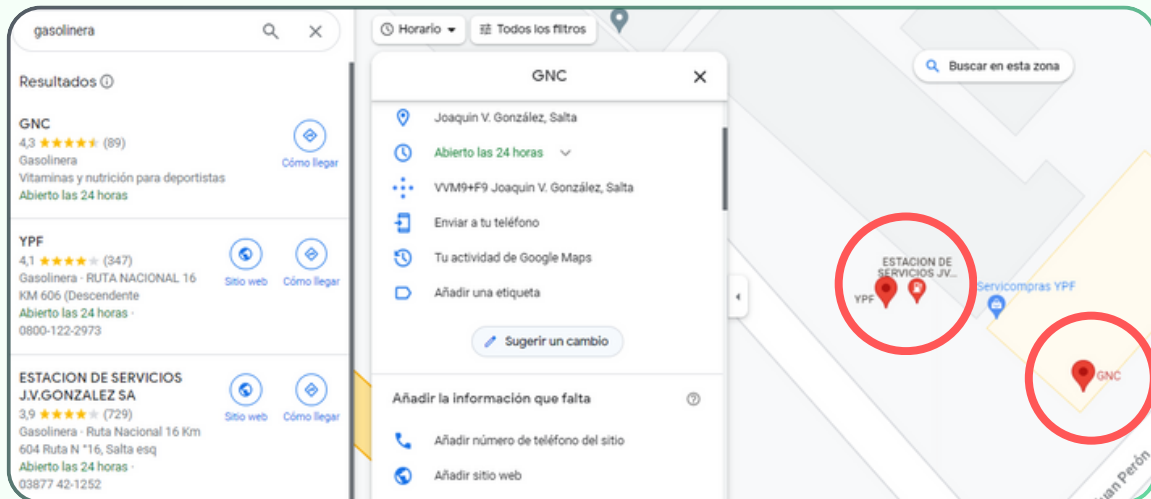 gasolinera
Resultados
GNC
4,3 (89)
Gasolinera
Vitaminas y nutrición para deportistas
Abierto las 24 horas
Cómo llegar
YPF
4,1 (347)
Gasolinera · RUTA NACIONAL 16
KM 606 (Descendente
Abierto las 24 horas ·
0800-122-2973
Sitio web
Cómo llegar
ESTACION DE SERVICIOS
J.V.GONZALEZ SA
3,9 (729)
Gasolinera · Ruta Nacional 16 Km
604 Ruta N °16, Salta esq
Abierto las 24 horas ·
03877 42-1252
Sitio web
Cómo llegar
Horario
Todos los filtros
GNC
Joaquin V. González, Salta
Abierto las 24 horas
VVM9+F9 Joaquin V. González, Salta
Enviar a tu teléfono
Tu actividad de Google Maps
Añadir una etiqueta
Sugerir un cambio
Añadir la información que falta
Añadir número de teléfono del sitio
Añadir sitio web
Buscar en esta zona
ESTACION DE
SERVICIOS JV...
YPF
Servicompras YPF
GNC
Juan Perón